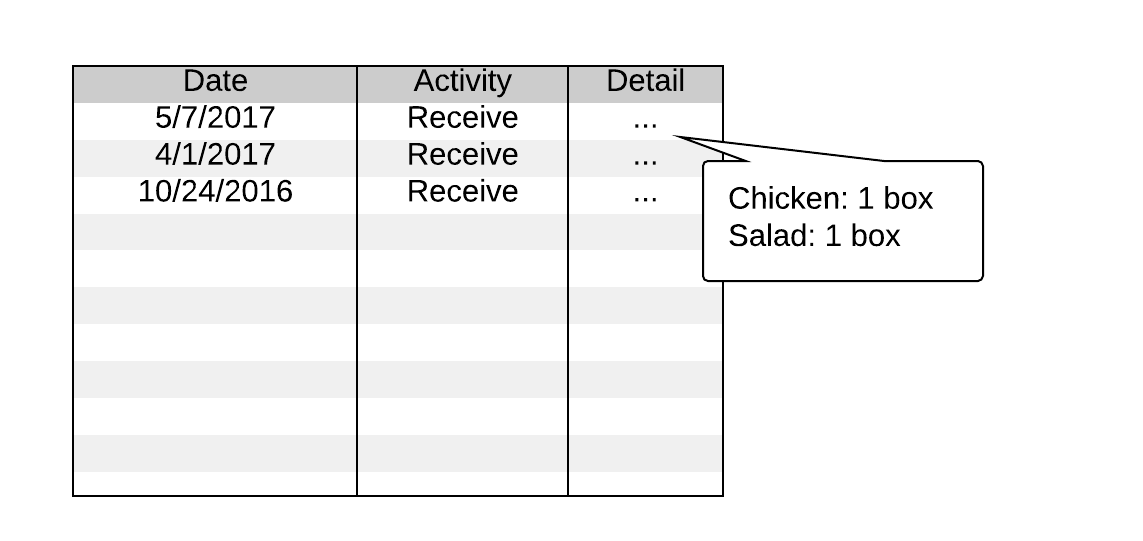 Date Activity Detail
5/7/2017 Receive ...
4/1/2017 Receive ...
10/24/2016 Receive ...
Chicken: 1 box
Salad: 1 box